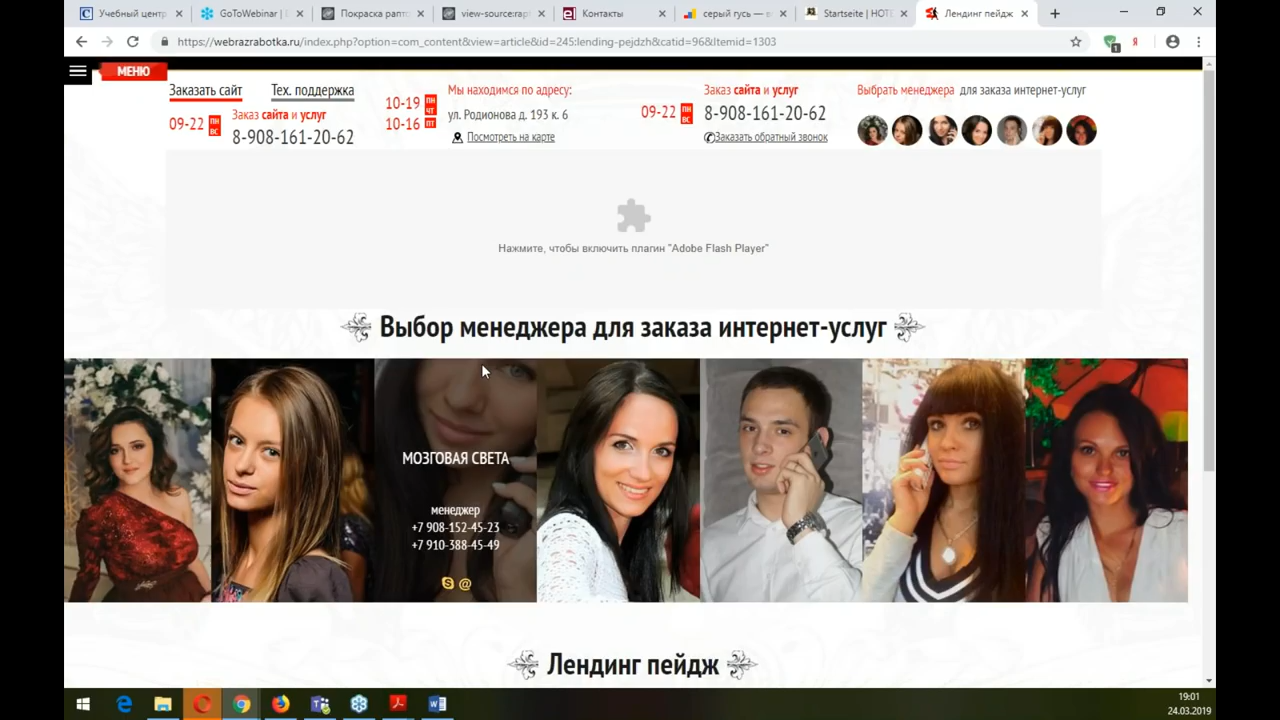 Учебный центр
GoToWebinar | E
Покраска рапто
view-source:rap
Контакты
серый гусь — в
Startseite | HOTE
Лендинг пейдж
https://webrazrabotka.ru/index.php?option=com_content&view=article&id=245:lending-pejdzh&catid=96&Itemid=1303
1
МЕНЮ
Заказать сайт
Тех. поддержка
09-22 ПН ВС
Заказ сайта и услуг
8-908-161-20-62
10-19 ПН ЧТ
10-16 ПТ
Мы находимся по адресу:
ул. Родионова д. 193 к. 6
Посмотреть на карте
09-22 ПН ВС
Заказ сайта и услуг
8-908-161-20-62
Заказать обратный звонок
Выбрать менеджера для заказа интернет-услуг
Нажмите, чтобы включить плагин "Adobe Flash Player"
Выбор менеджера для заказа интернет-услуг
МОЗГОВАЯ СВЕТА
менеджер
+7 908-152-45-23
+7 910-388-45-49
Лендинг пейдж
19:01
24.03.2019